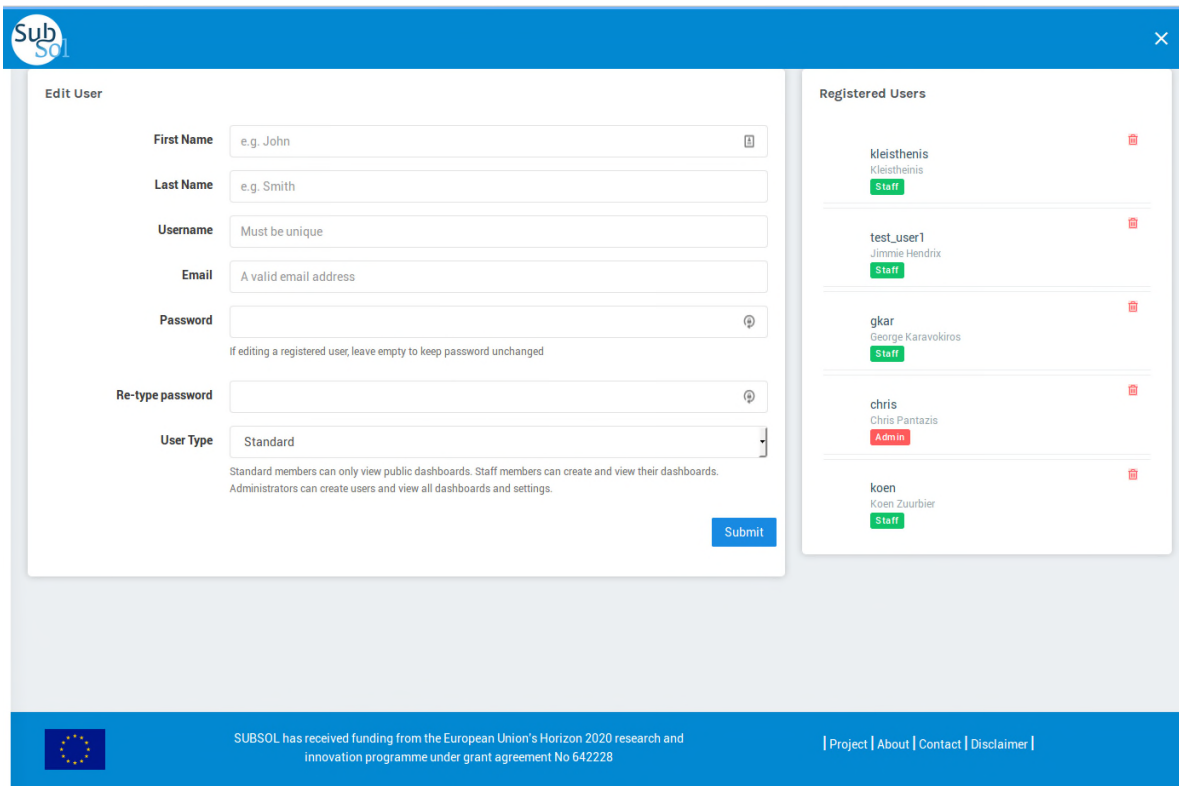 Sub
Sol
Edit User
First Name
e.g. John
Last Name
e.g. Smith
Username
Must be unique
Email
A valid email address
Password
If editing a registered user, leave empty to keep password unchanged
Re-type password
User Type
Standard
Standard members can only view public dashboards. Staff members can create and view their dashboards.
Administrators can create users and view all dashboards and settings.
Submit
Registered Users
kleisthenis
Kleistheinis
Staff
test_user1
Jimmie Hendrix
Staff
gkar
George Karavokiros
Staff
chris
Chris Pantazis
Admin
koen
Koen Zuurbier
Staff
SUBSOL has received funding from the European Union's Horizon 2020 research and
innovation programme under grant agreement No 642228
| Project | About | Contact | Disclaimer |